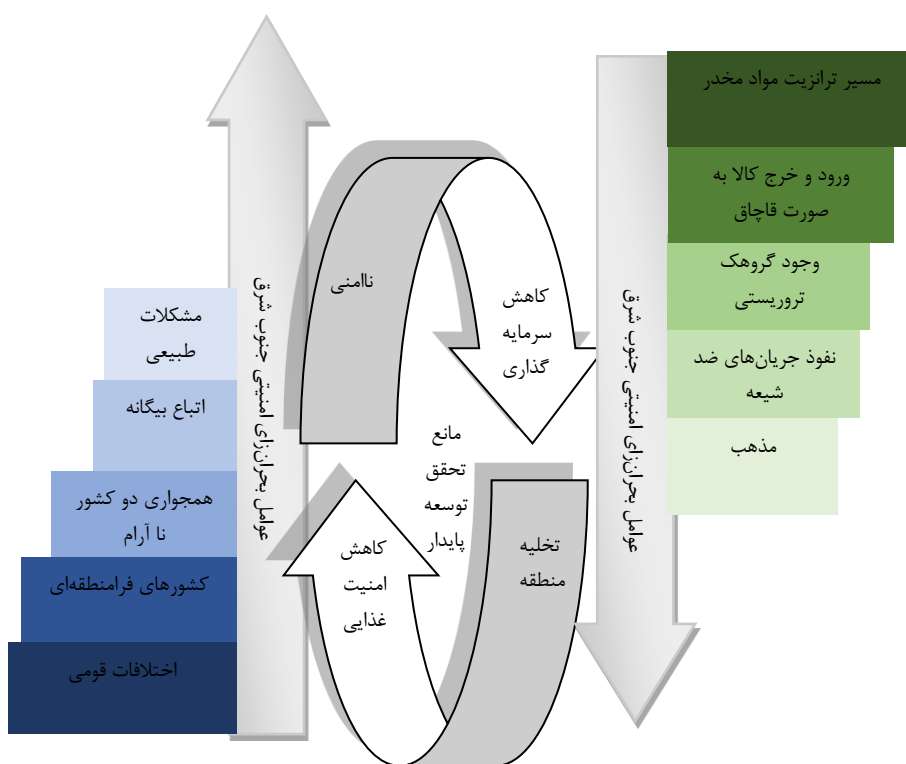 مسیر ترانزیت مواد مخدر
ورود و خرج کالا به
صورت قاچاق
وجود گروهک
تروریستی
نفوذ جریان‌های ضد
شیعه
مذهب
عوامل بحران‌زای امنیتی جنوب شرق
کاهش
سرمایه
گذاری
ناامنی
مانع
تحقق
توسعه
پایدار
تخلیه
منطقه
کاهش
امنیت
غذایی
عوامل بحران‌زای امنیتی جنوب شرق
مشکلات
طبیعی
اتباع بیگانه
همجواری دو کشور
نا آرام
کشورهای فرامنطقه‌ای
اختلافات قومی